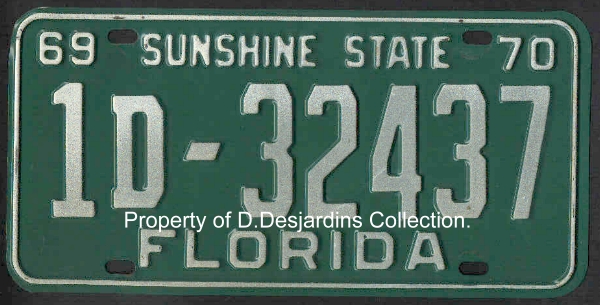 69 SUNSHINE STATE 70
1D-32437
Property of D.Desjardins Collection.
FLORIDA